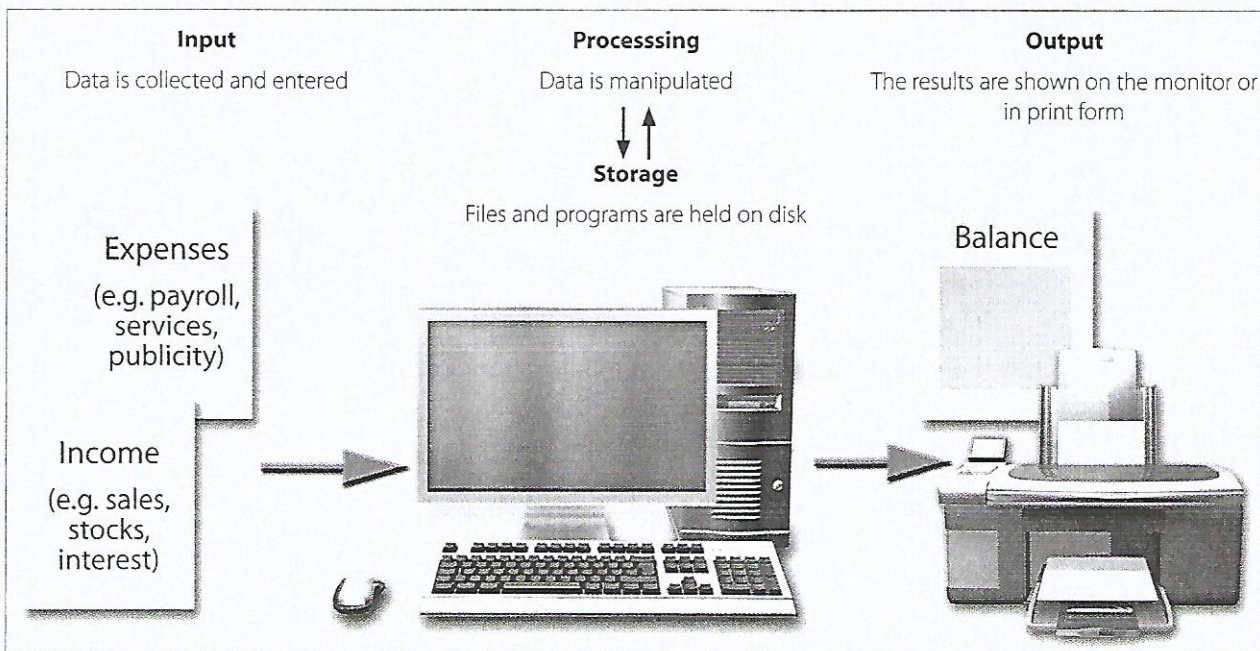 Input
Data is collected and entered
Processsing
Data is manipulated
Storage
Files and programs are held on disk
Output
The results are shown on the monitor or
in print form
Expenses
(e.g. payroll,
services,
publicity)
Income
(e.g. sales,
stocks,
interest)
Balance